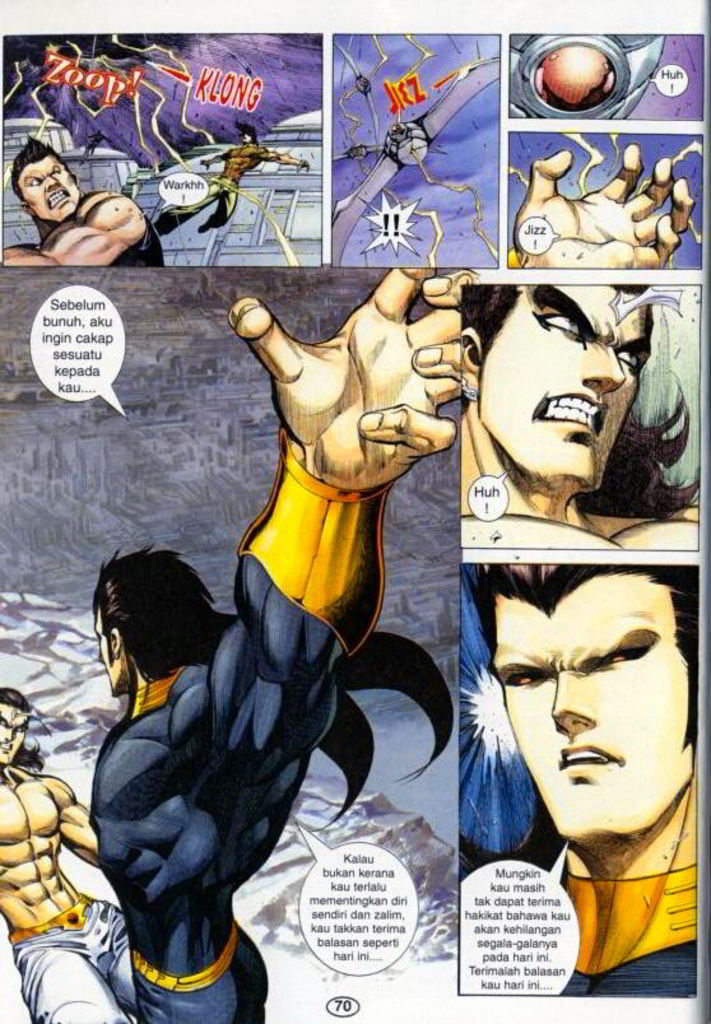 Zoop!
KLONG
Warkhh
!
JIZZ
!!
Huh
!
Jizz
!
Sebelum
bunuh, aku
ingin cakap
sesuatu
kepada
kau....
Huh
!
Kalau
bukan kerana
kau terlalu
mementingkan diri
sendiri dan zalim,
kau takkan terima
balasan seperti
hari ini....
Mungkin
kau masih
tak dapat terima
hakikat bahawa kau
akan kehilangan
segala-galanya
pada hari ini.
Terimalah balasan
kau hari ini....
70